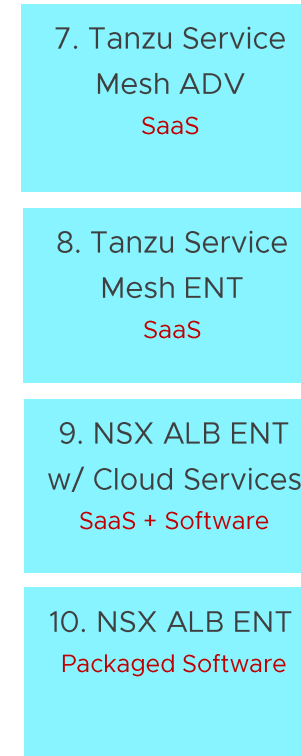 7. Tanzu Service
Mesh ADV
SaaS
8. Tanzu Service
Mesh ENT
SaaS
9. NSX ALB ENT
w/ Cloud Services
SaaS + Software
10. NSX ALB ENT
Packaged Software